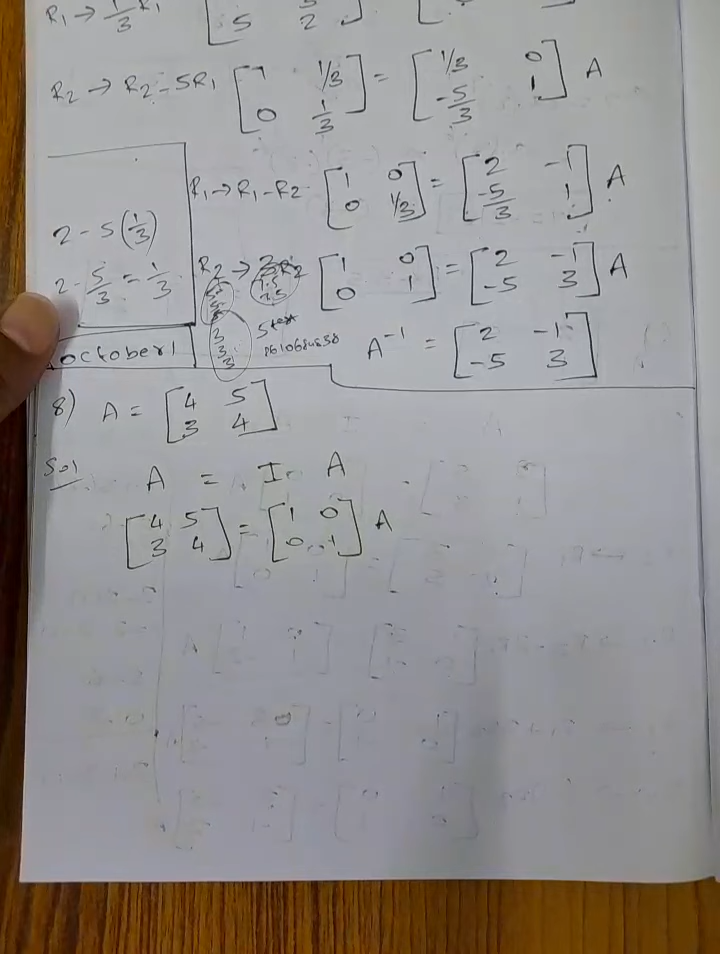 R₁ → 1/3 R₁ [ 5 2 ] [
R₂ → R₂ - 5R₁ [1 1/3; 0 1/3] = [1/3 0; -5/3 1] A
R₁ → R₁ - R₂ [1 0; 0 1/3] = [2 -1; -5/3 1] A
2 - 5(1/3)
2 - 5/3 = 1/3
R₂ → [1 0; 0 1] = [2 -1; -5 3] A
A⁻¹ = [2 -1; -5 3]
october1
8) A = [4 5; 3 4]
Sol
A = I A
[4 5; 3 4] = [1 0; 0 1] A